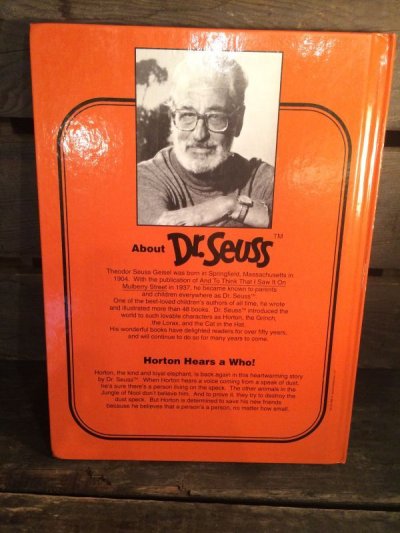 About Dr. Seuss™
Theodor Seuss Geisel was born in Springfield, Massachusetts in
1904. With the publication of And To Think That I Saw It On
Mulberry Street in 1937, he became known to parents
and children everywhere as Dr. Seuss™.
One of the best-loved children's authors of all time, he wrote
and illustrated more than 48 books. Dr. Seuss™ introduced the
world to such lovable characters as Horton, the Grinch,
the Lorax, and the Cat in the Hat.
His wonderful books have delighted readers for over fifty years,
and will continue to do so for many years to come.
Horton Hears a Who!
Horton, the kind and loyal elephant, is back again in this heartwarming story
by Dr. Seuss™. When Horton hears a voice coming from a speak of dust,
he's sure there's a person living on the speck. The other animals in the
Jungle of Nool don't believe him. And to prove it, they try to destroy the
dust speck. But Horton is determined to save his new friends
because he believes that a person's a person, no matter how small.